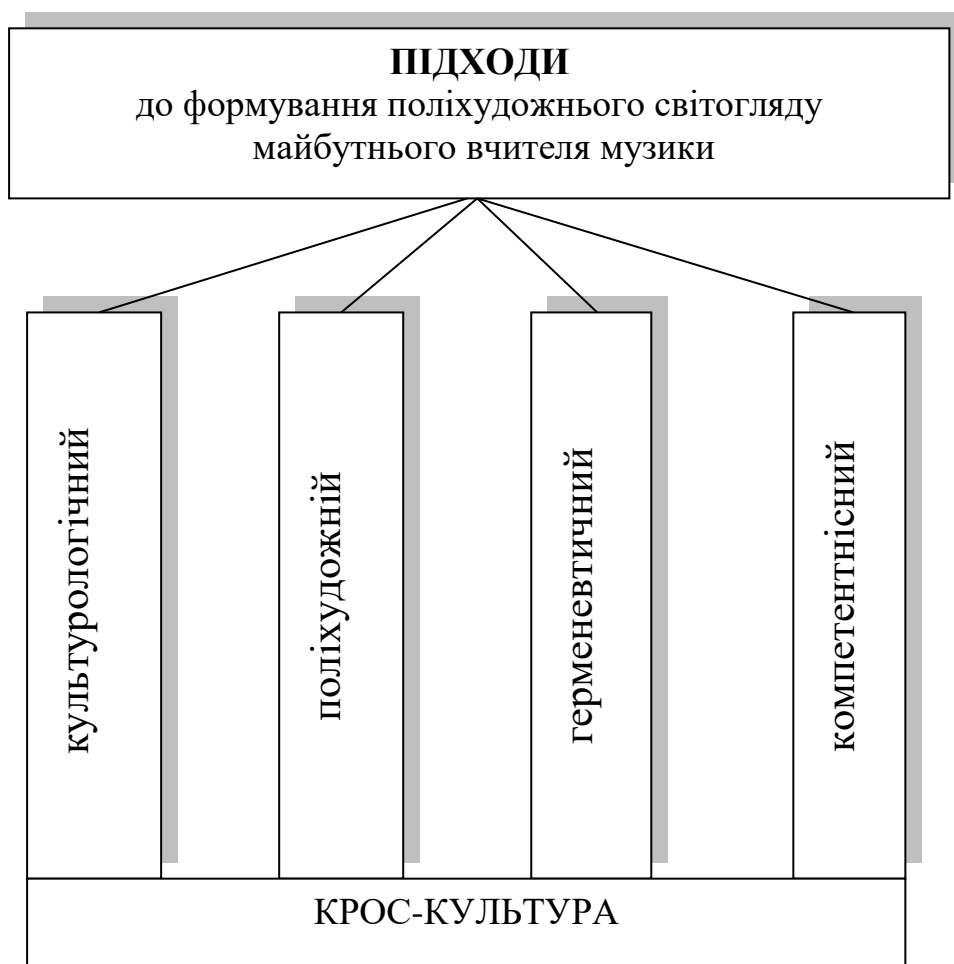 ПІДХОДИ
до формування поліхудожнього світогляду
майбутнього вчителя музики
культурологічний
поліхудожній
герменевтичний
компетентнісний
КРОС-КУЛЬТУРА